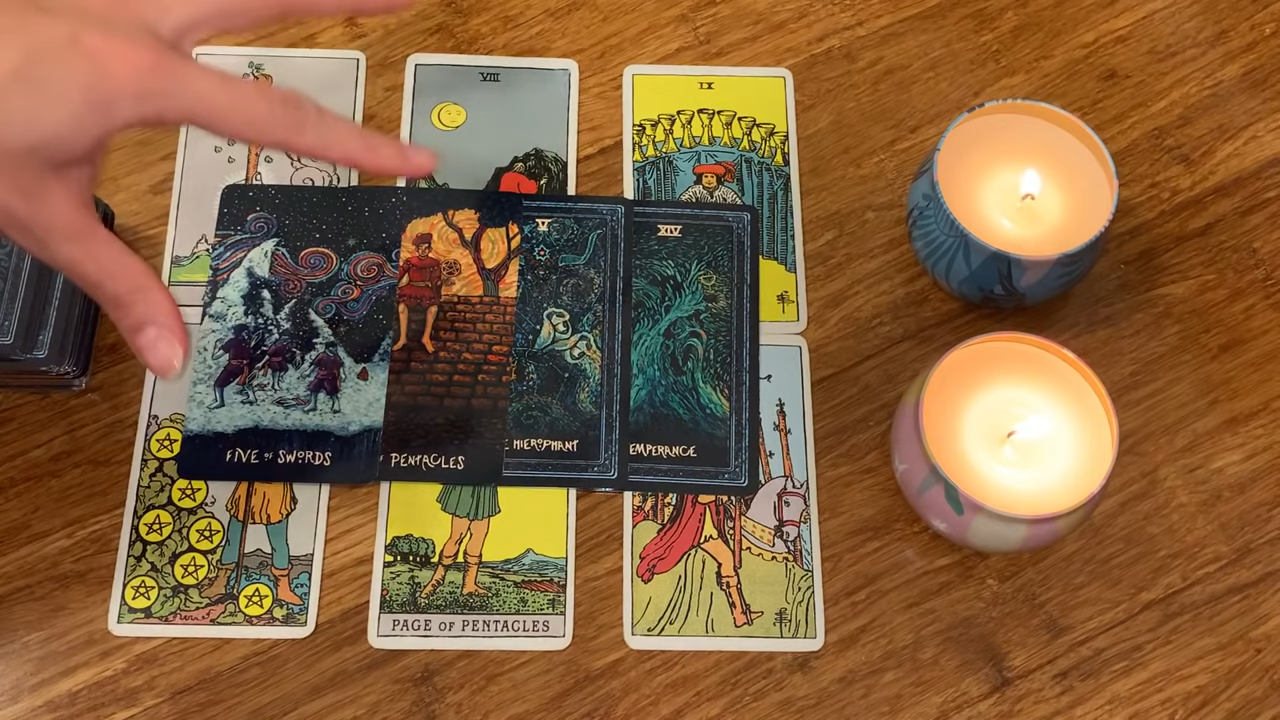 VIII
IX
V
XIV
FIVE OF SWORDS
PENTACLES
HIEROPHANT
EMPERANCE
PAGE OF PENTACLES